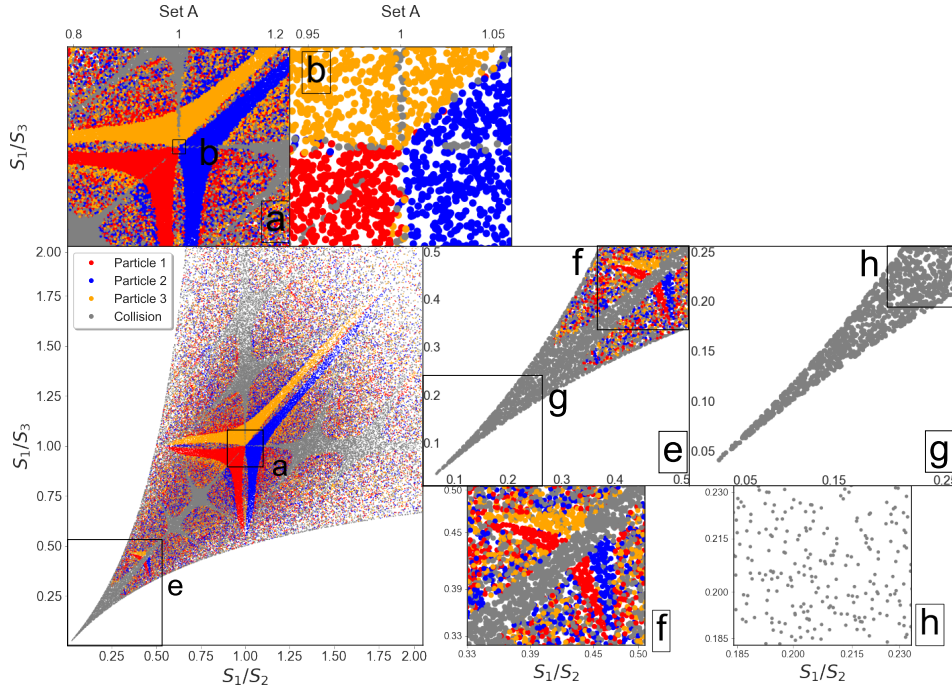 Set A
Set A
0.8
1
1.2
0.95
1
1.05
b
b
a
S₁/S₃
2.00
1.75
1.50
1.25
1.00
0.75
0.50
0.25
S₁/S₃
Particle 1
Particle 2
Particle 3
Collision
a
e
0.25
0.50
0.75
1.00
1.25
1.50
1.75
2.00
S₁/S₂
0.5
0.4
0.3
0.2
0.1
f
g
e
0.1
0.2
0.3
0.4
0.5
0.25
0.20
0.15
0.10
0.05
h
g
0.05
0.15
0.25
0.50
0.45
0.39
0.33
f
0.33
0.39
0.45
0.50
S₁/S₂
0.230
0.215
0.200
0.185
h
0.185
0.200
0.215
0.230
S₁/S₂